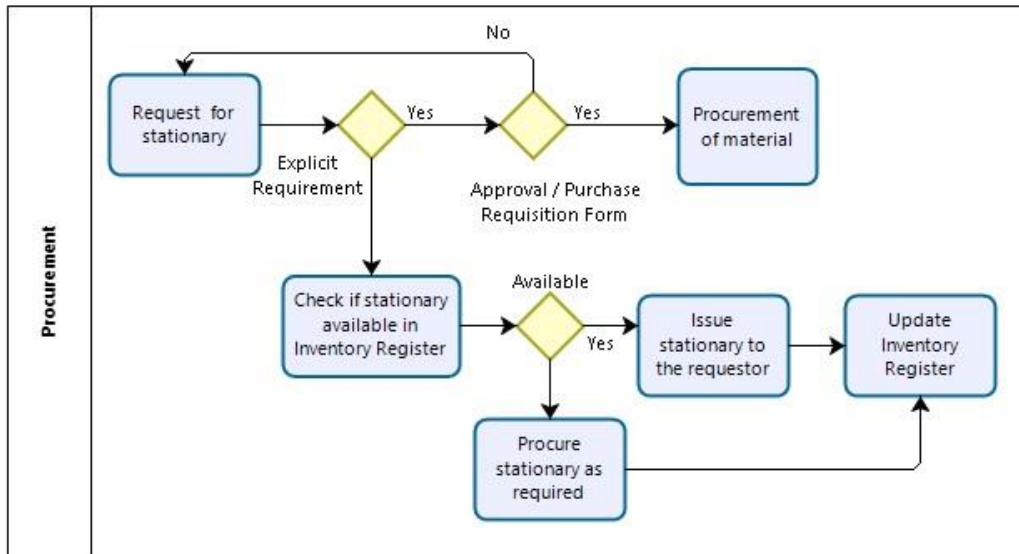 Procurement
No
Request for
stationary
Yes
Explicit
Requirement
Yes
Approval / Purchase
Requisition Form
Procurement
of material
Check if stationary
available in
Inventory Register
Available
Yes
Issue
stationary to
the requestor
Update
Inventory
Register
Procure
stationary as
required